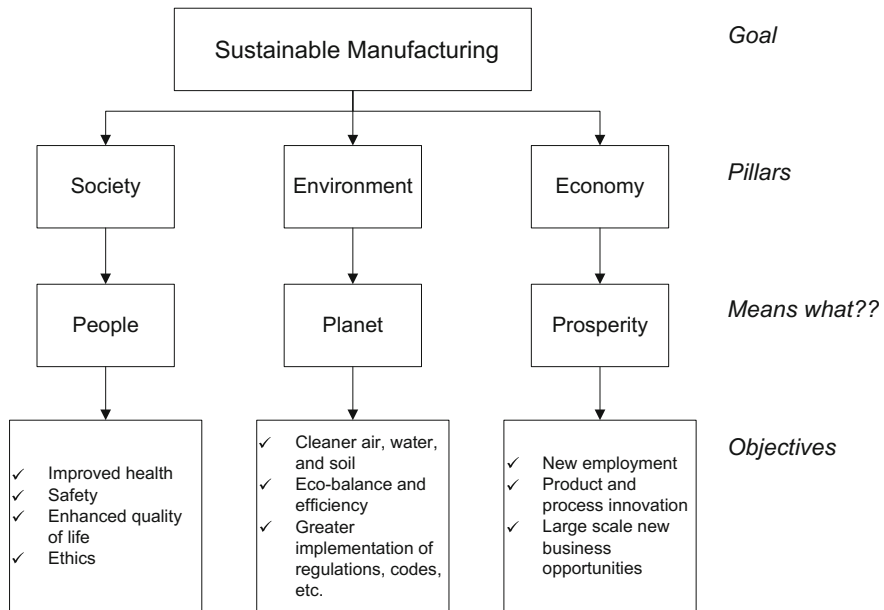 Sustainable Manufacturing
Goal
Society
Environment
Economy
Pillars
People
Planet
Prosperity
Means what??
✓ Improved health
✓ Safety
✓ Enhanced quality
of life
✓ Ethics
✓ Cleaner air, water,
and soil
✓ Eco-balance and
efficiency
✓ Greater
implementation of
regulations, codes,
etc.
✓ New employment
✓ Product and
process innovation
✓ Large scale new
business
opportunities
Objectives